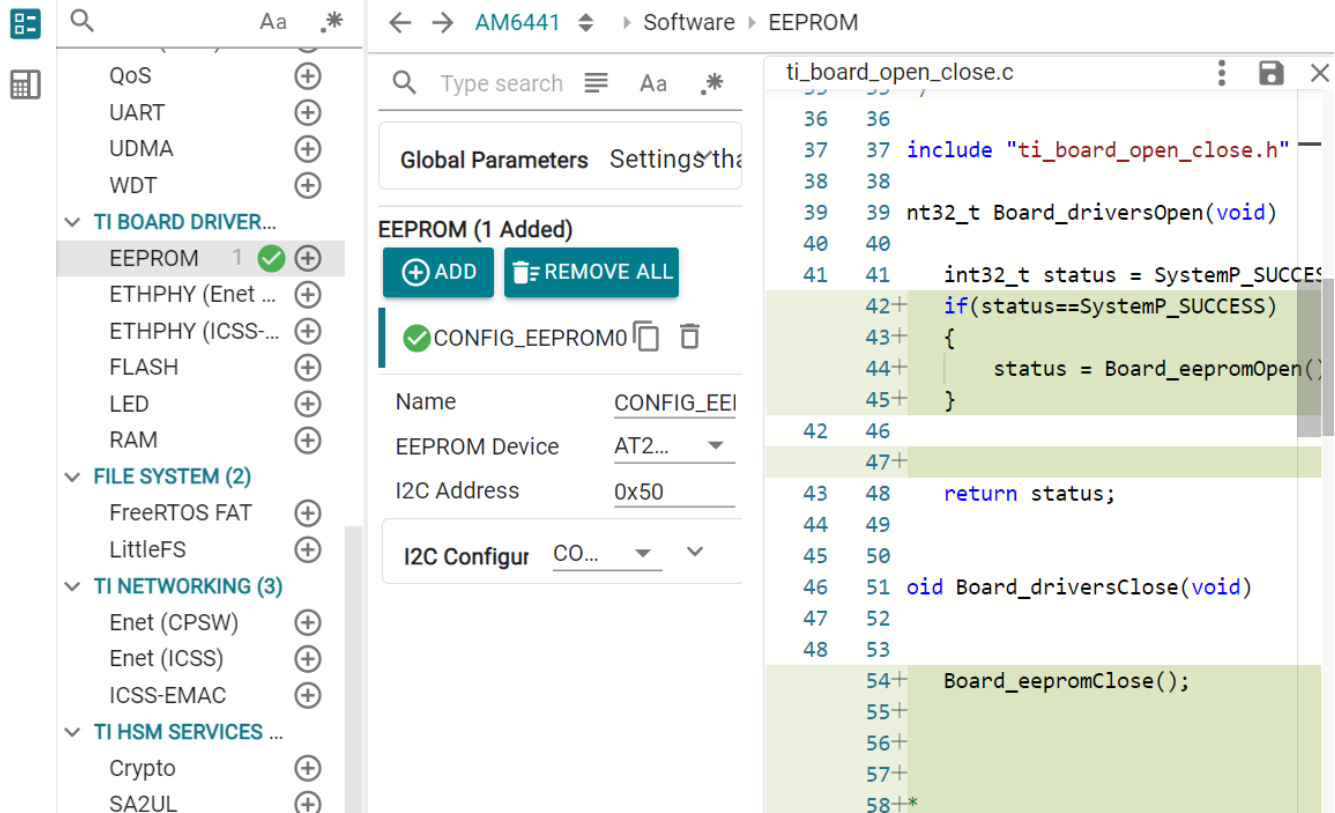 Aa .*
QoS
UART
UDMA
WDT
TI BOARD DRIVER...
EEPROM 1
ETHPHY (Enet ...
ETHPHY (ICSS-...
FLASH
LED
RAM
FILE SYSTEM (2)
FreeRTOS FAT
LittleFS
TI NETWORKING (3)
Enet (CPSW)
Enet (ICSS)
ICSS-EMAC
TI HSM SERVICES ...
Crypto
SA2UL
AM6441 Software EEPROM
Type search Aa .*
Global Parameters Settings tha
EEPROM (1 Added)
ADD REMOVE ALL
CONFIG_EEPROM0
Name CONFIG_EEI
EEPROM Device AT2...
I2C Address 0x50
I2C Configur CO...
ti_board_open_close.c
36 36
37 37 include "ti_board_open_close.h"
38 38
39 39 nt32_t Board_driversOpen(void)
40 40
41 41 int32_t status = SystemP_SUCCES
42+ if(status==SystemP_SUCCESS)
43+ {
44+ status = Board_eepromOpen()
45+ }
42 46
47+
43 48 return status;
44 49
45 50
46 51 oid Board_driversClose(void)
47 52
48 53
54+ Board_eepromClose();
55+
56+
57+
58+*